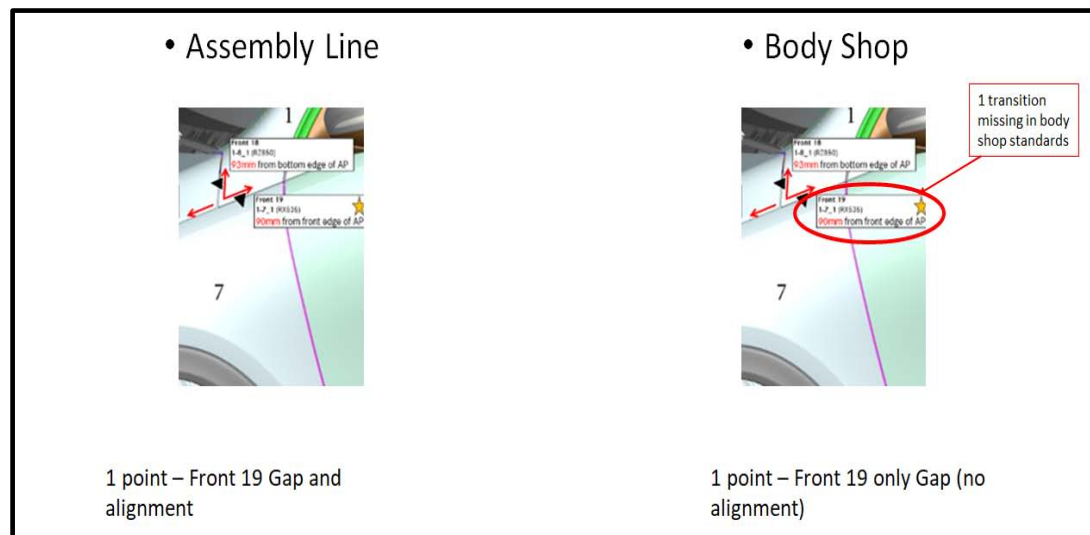 • Assembly Line
1
Front 18
1-8_1 (RZ850)
93mm from bottom edge of AP
Front 19
1-7_1 (RX535)
90mm from front edge of AP
7
1 point – Front 19 Gap and
alignment
• Body Shop
1 transition
missing in body
shop standards
1
Front 18
1-8_1 (RZ850)
93mm from bottom edge of AP
Front 19
1-7_1 (RX535)
90mm from front edge of AP
7
1 point – Front 19 only Gap (no
alignment)